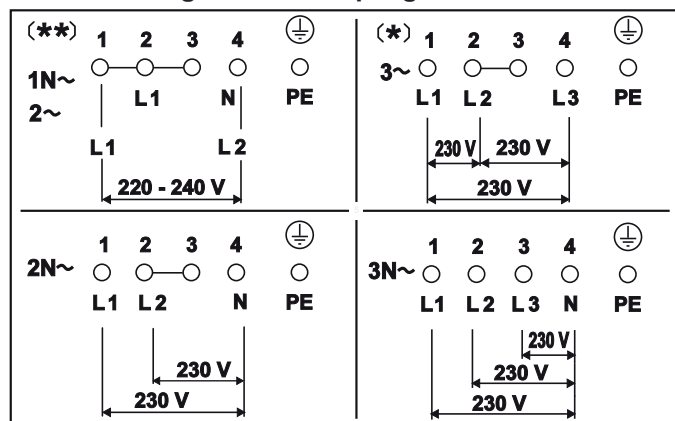 (**) 1 2 3 4
1N~ L1 N PE
2~
L1 L2
220 - 240 V
(*) 1 2 3 4
3~
L1 L2 L3 PE
230 V 230 V
230 V
1 2 3 4
2N~
L1 L2 N PE
230 V
230 V
1 2 3 4
3N~
L1 L2 L3 N PE
230 V
230 V
230 V